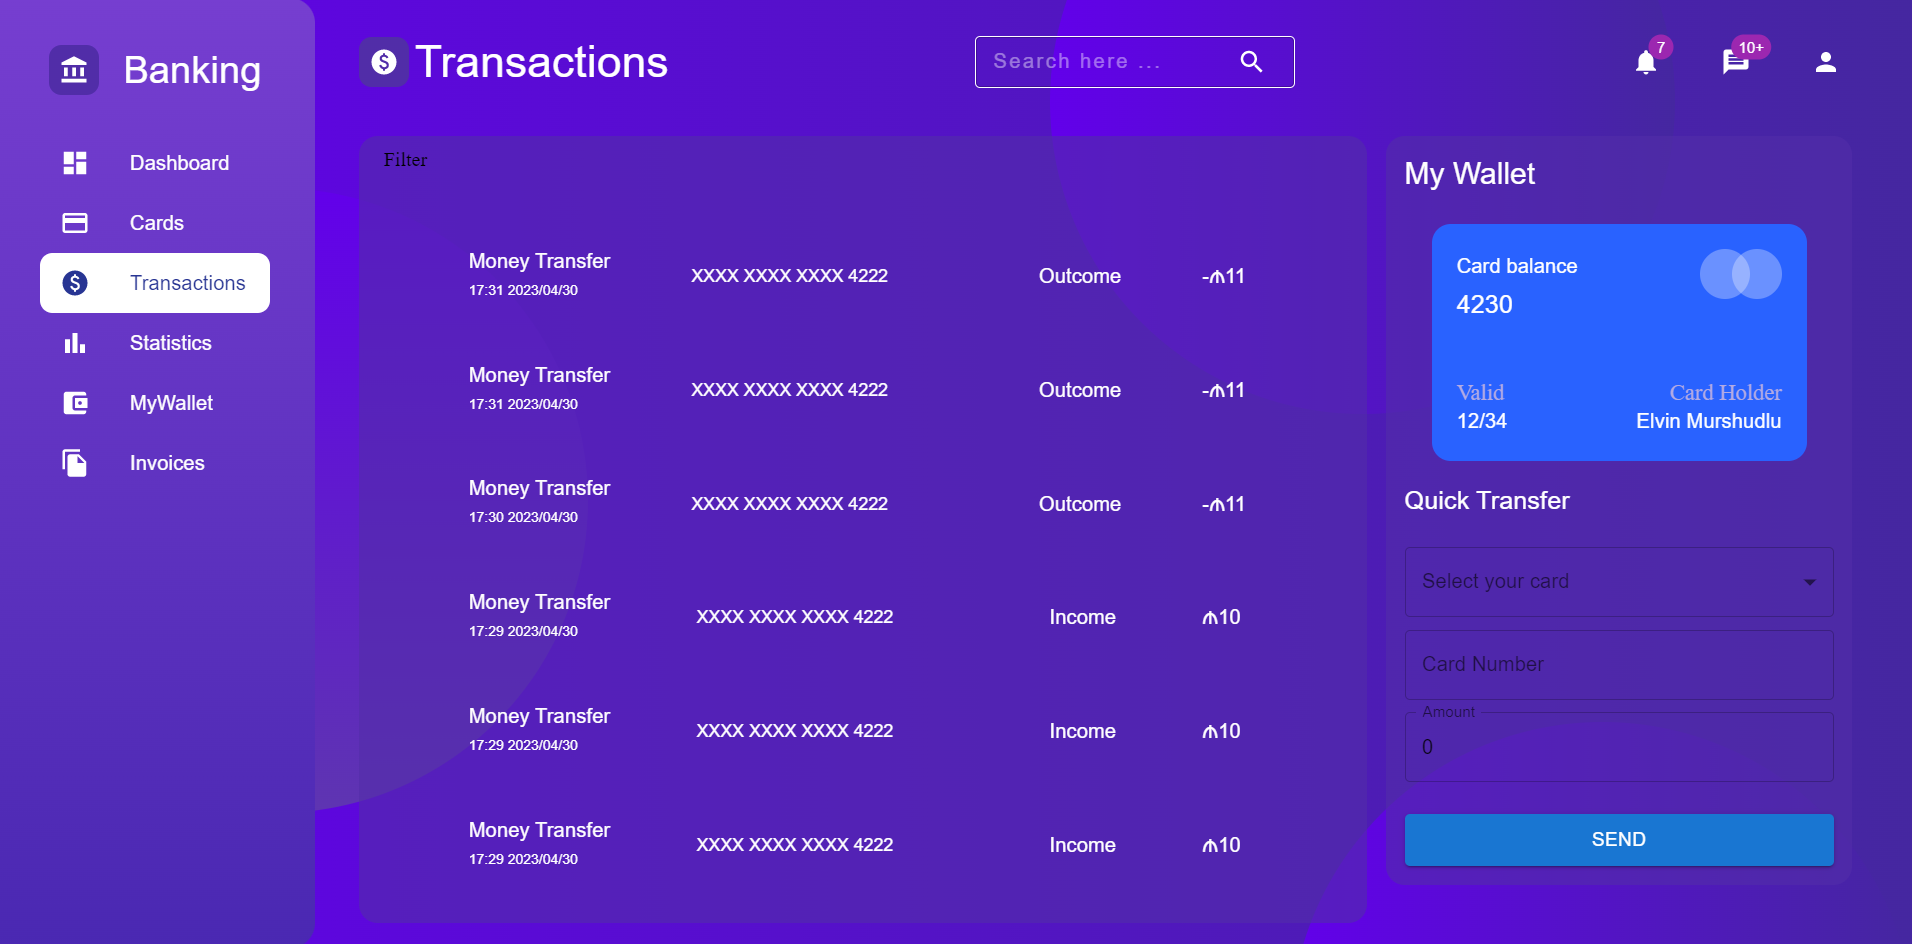 Banking
Dashboard
Cards
Transactions
Statistics
MyWallet
Invoices
Transactions
Search here ...
7
10+
Filter
Money Transfer
17:31 2023/04/30
XXXX XXXX XXXX 4222
Outcome
-₼11
Money Transfer
17:31 2023/04/30
XXXX XXXX XXXX 4222
Outcome
-₼11
Money Transfer
17:30 2023/04/30
XXXX XXXX XXXX 4222
Outcome
-₼11
Money Transfer
17:29 2023/04/30
XXXX XXXX XXXX 4222
Income
₼10
Money Transfer
17:29 2023/04/30
XXXX XXXX XXXX 4222
Income
₼10
Money Transfer
17:29 2023/04/30
XXXX XXXX XXXX 4222
Income
₼10
My Wallet
Card balance
4230
Valid
12/34
Card Holder
Elvin Murshudlu
Quick Transfer
Select your card
Card Number
Amount
0
SEND